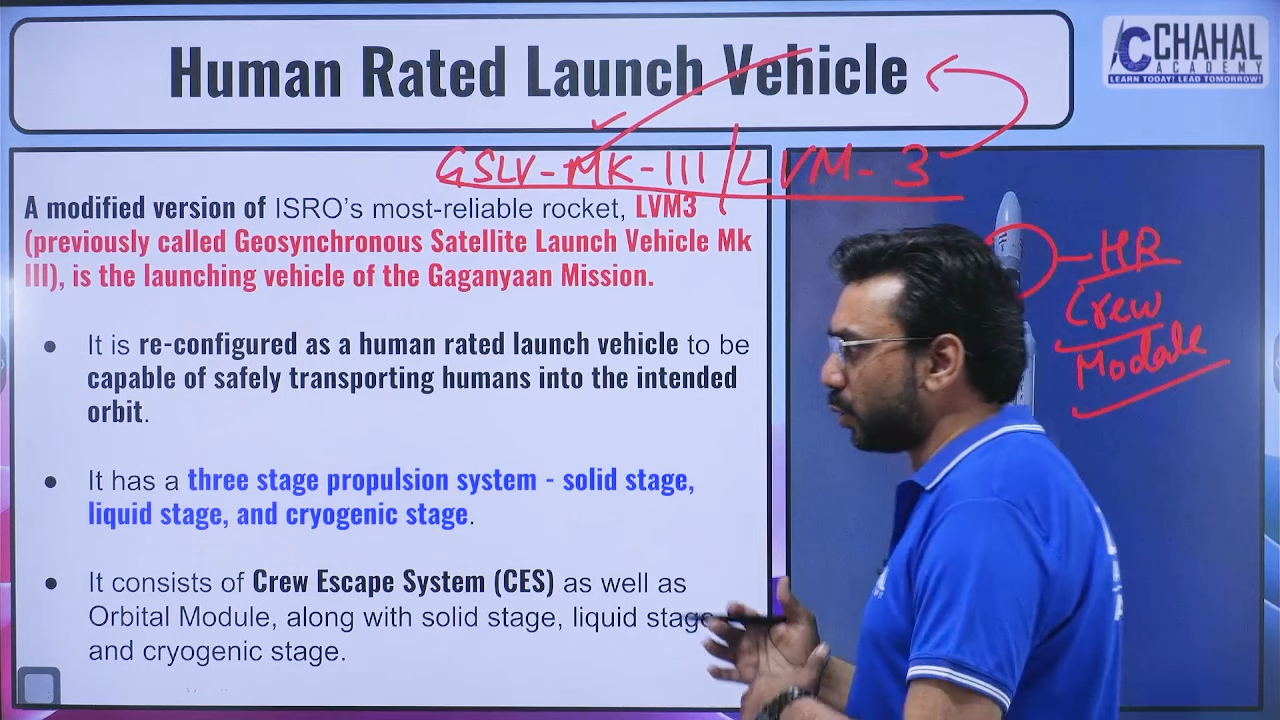 Human Rated Launch Vehicle
CHAHAL
ACADEMY
LEARN TODAY! LEAD TOMORROW!
GSLV-MK-III/LVM-3
A modified version of ISRO's most-reliable rocket, LVM3
(previously called Geosynchronous Satellite Launch Vehicle Mk
III), is the launching vehicle of the Gaganyaan Mission.
HR
Crew
Module
● It is re-configured as a human rated launch vehicle to be
capable of safely transporting humans into the intended
orbit.
● It has a three stage propulsion system - solid stage,
liquid stage, and cryogenic stage.
● It consists of Crew Escape System (CES) as well as
Orbital Module, along with solid stage, liquid stage
and cryogenic stage.